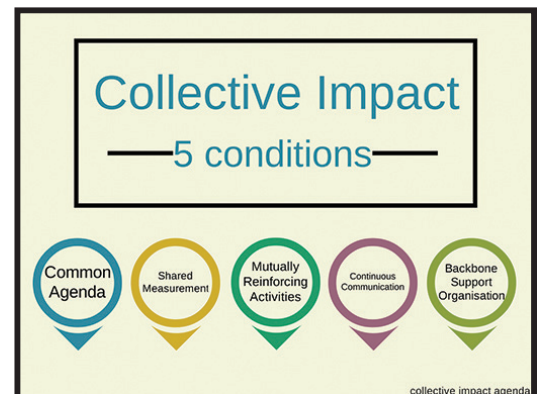 Collective Impact
5 conditions
Common
Agenda
Shared
Measurement
Mutually
Reinforcing
Activities
Continuous
Communication
Backbone
Support
Organisation
collective impact agenda